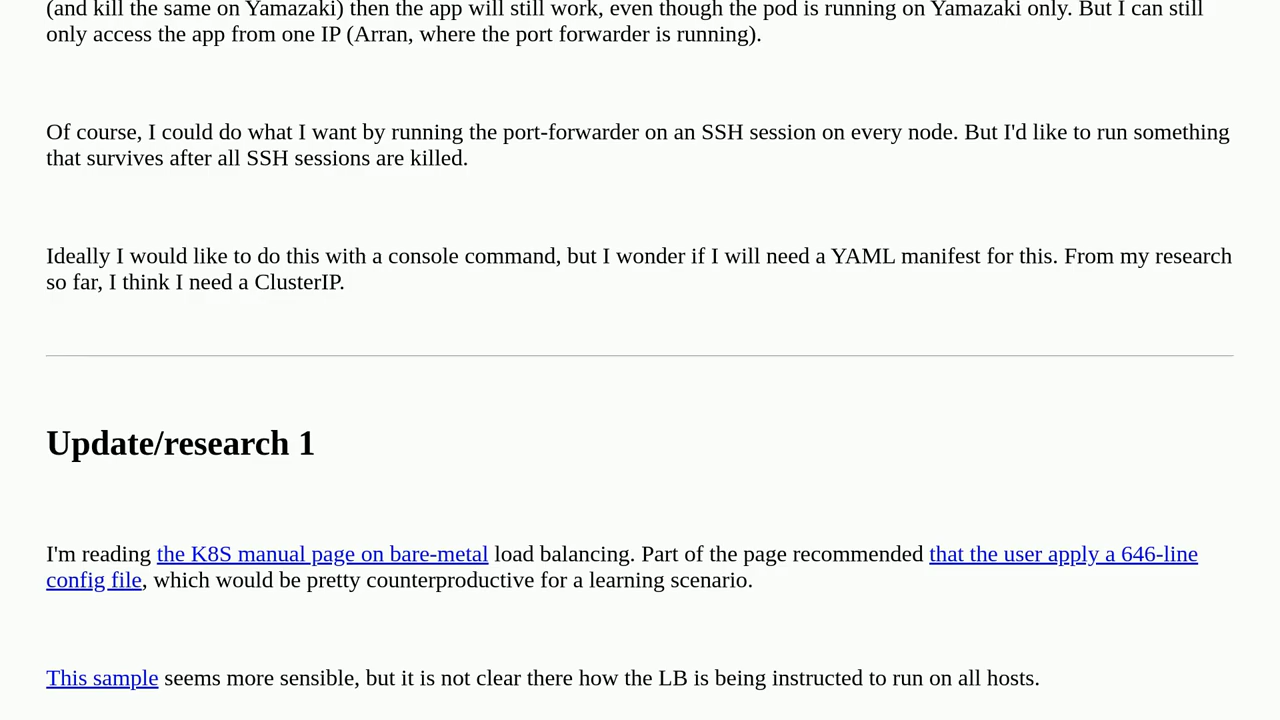 (and kill the same on Yamazaki) then the app will still work, even though the pod is running on Yamazaki only. But I can still
only access the app from one IP (Arran, where the port forwarder is running).
Of course, I could do what I want by running the port-forwarder on an SSH session on every node. But I'd like to run something
that survives after all SSH sessions are killed.
Ideally I would like to do this with a console command, but I wonder if I will need a YAML manifest for this. From my research
so far, I think I need a ClusterIP.
Update/research 1
I'm reading the K8S manual page on bare-metal load balancing. Part of the page recommended that the user apply a 646-line
config file, which would be pretty counterproductive for a learning scenario.
This sample seems more sensible, but it is not clear there how the LB is being instructed to run on all hosts.